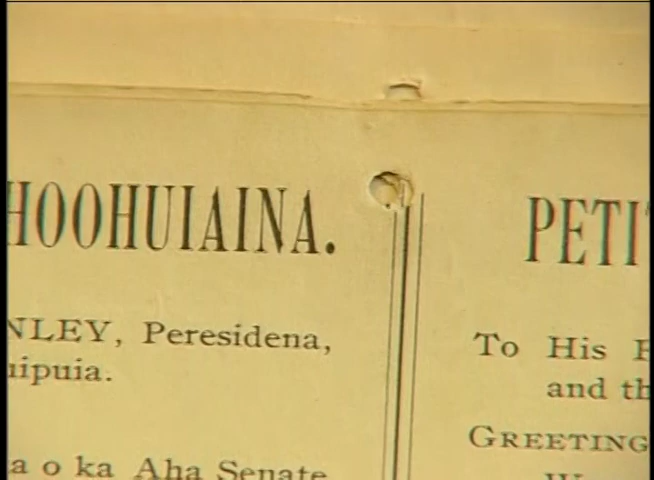 HOOHUIAINA.
NLEY, Peresidena,
uipuia.
a o ka Aha Senate
PETI
To His
and th
GREETING